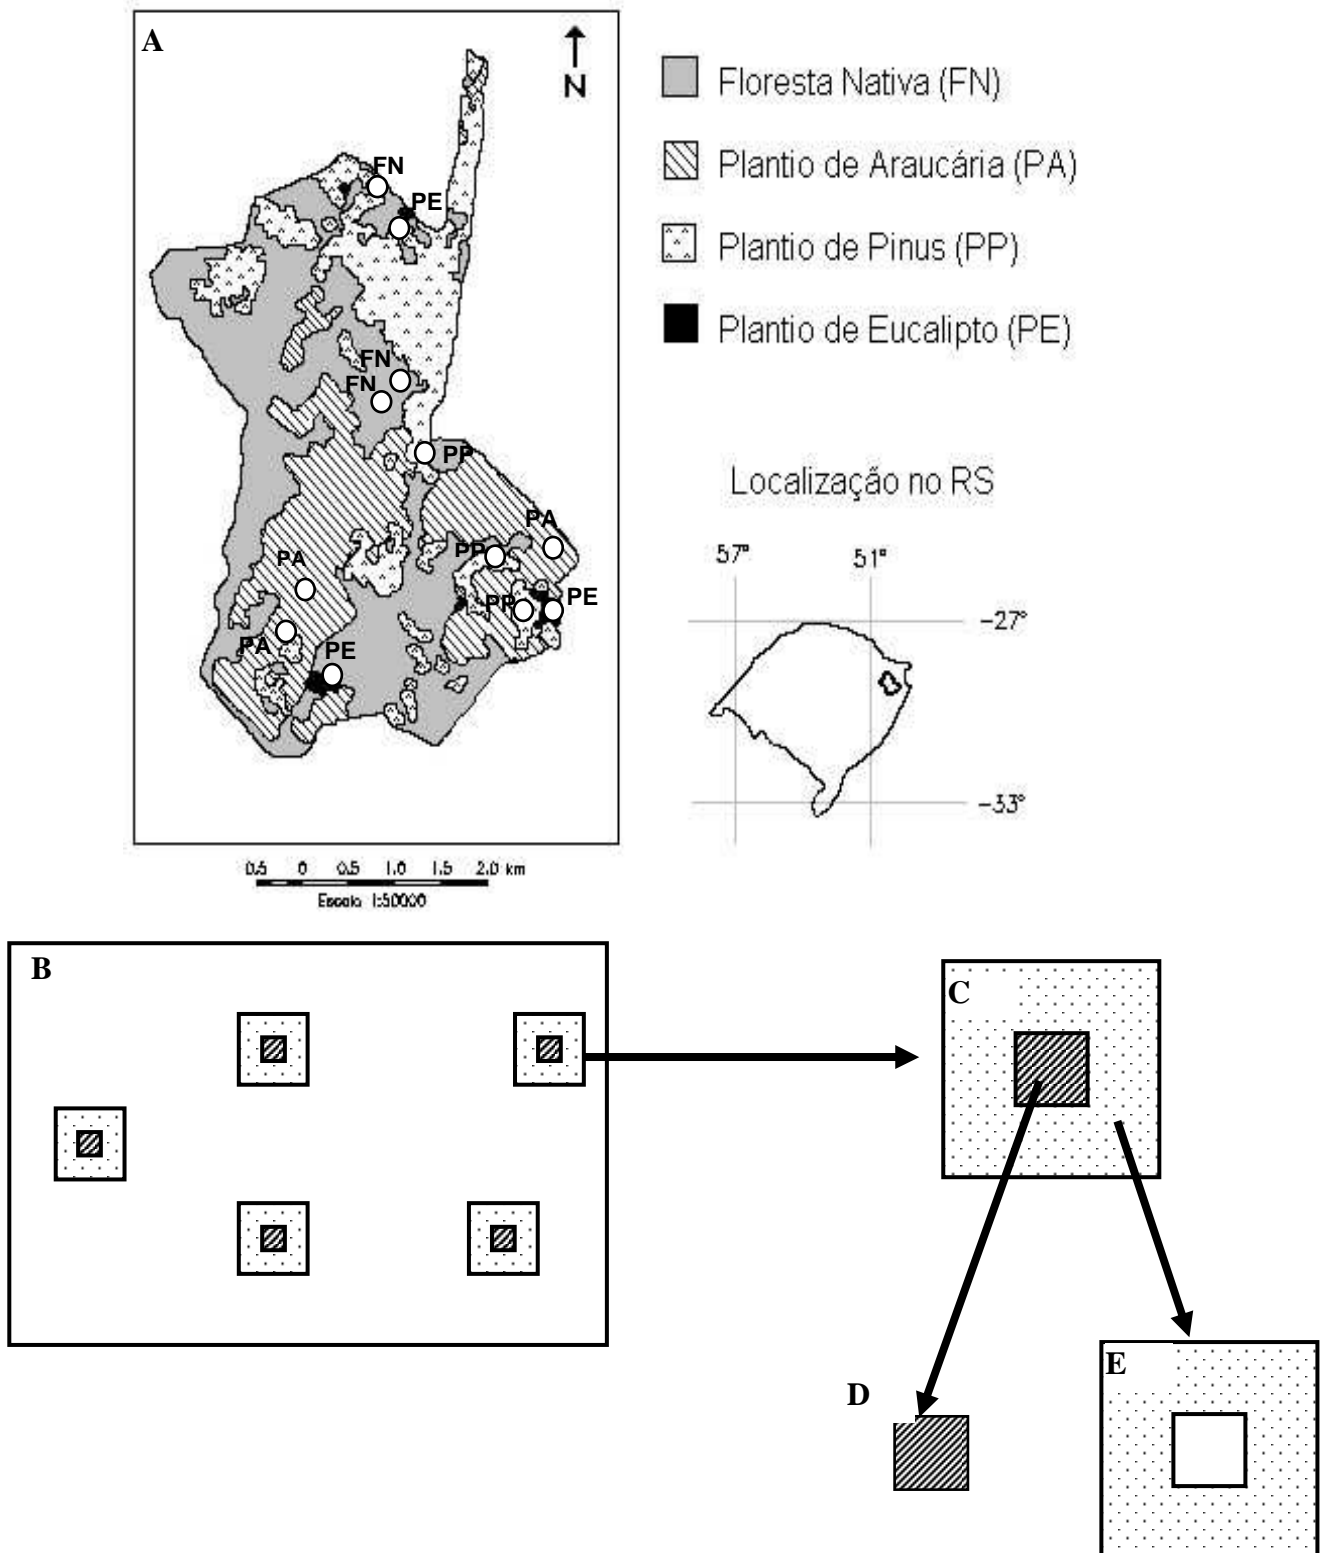 A
N
FN
PE
FN
FN
PP
PA
PP
PA
PP
PE
PA
PE
Floresta Nativa (FN)
Plantio de Araucária (PA)
Plantio de Pinus (PP)
Plantio de Eucalipto (PE)
Localização no RS
57° 51°
-27°
-33°
0.5 0 0.5 1.0 1.5 2.0 km
Escala 1:50000
B
C
D
E